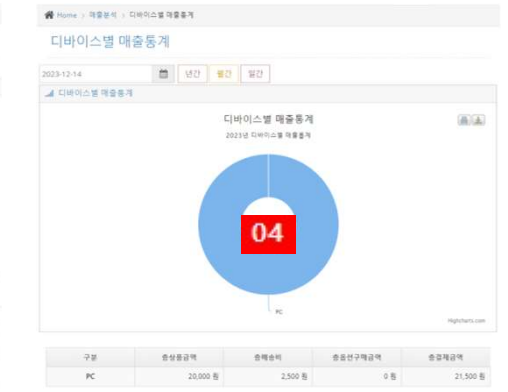 Home > 매출분석 > 디바이스별 매출통계
디바이스별 매출통계
2023-12-14 년간 월간 일간
디바이스별 매출통계
디바이스별 매출통계
2023년 디바이스별 매출통계
04
PC
Highcharts.com
구분 총상품금액 총배송비 총옵션구매금액 총결제금액
PC 20,000 원 2,500 원 0 원 21,500 원